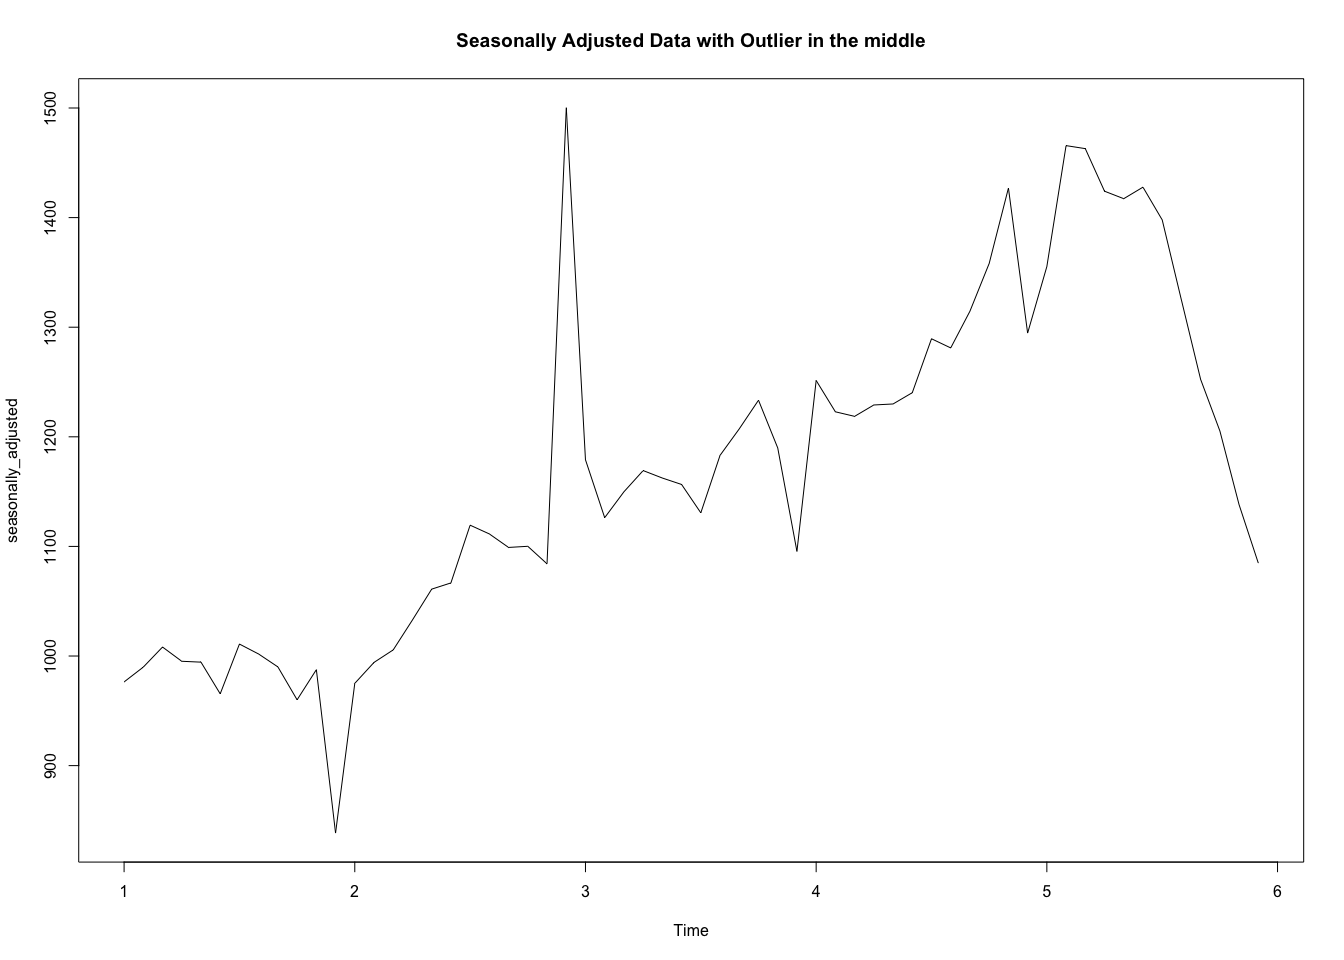 Seasonally Adjusted Data with Outlier in the middle
seasonally_adjusted
1500
1400
1300
1200
1100
1000
900
1 2 3 4 5 6
Time